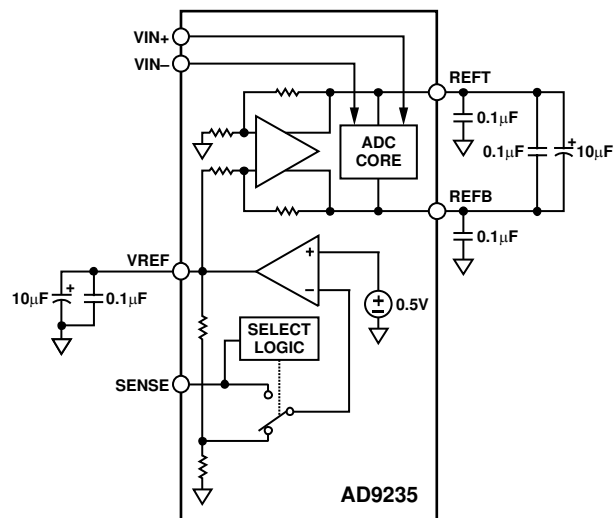 VIN+
VIN–
REFT
0.1μF
ADC
CORE
0.1μF
10μF
+
REFB
0.1μF
VREF
+
–
0.5V
10μF
+
0.1μF
SELECT
LOGIC
SENSE
AD9235